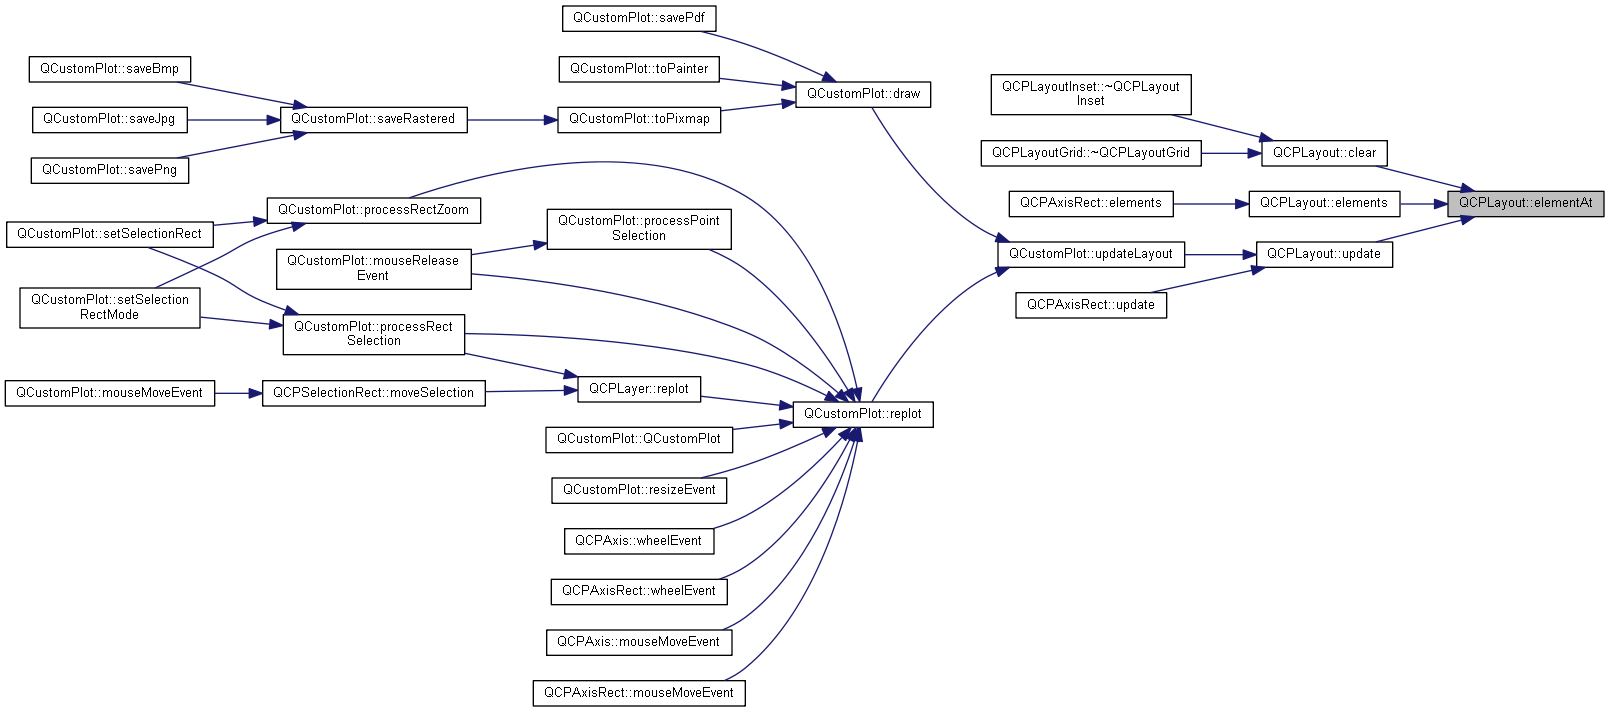 QCustomPlot::savePdf
QCustomPlot::saveBmp
QCustomPlot::toPainter
QCPLayoutInset::~QCPLayout
Inset
QCustomPlot::draw
QCustomPlot::saveJpg
QCustomPlot::saveRastered
QCustomPlot::toPixmap
QCPLayoutGrid::~QCPLayoutGrid
QCPLayout::clear
QCustomPlot::savePng
QCustomPlot::processRectZoom
QCPAxisRect::elements
QCPLayout::elements
QCPLayout::elementAt
QCustomPlot::setSelectionRect
QCustomPlot::processPoint
Selection
QCustomPlot::mouseRelease
Event
QCustomPlot::updateLayout
QCPLayout::update
QCustomPlot::setSelection
RectMode
QCPAxisRect::update
QCustomPlot::processRect
Selection
QCustomPlot::mouseMoveEvent
QCPSelectionRect::moveSelection
QCPLayer::replot
QCustomPlot::replot
QCustomPlot::QCustomPlot
QCustomPlot::resizeEvent
QCPAxis::wheelEvent
QCPAxisRect::wheelEvent
QCPAxis::mouseMoveEvent
QCPAxisRect::mouseMoveEvent